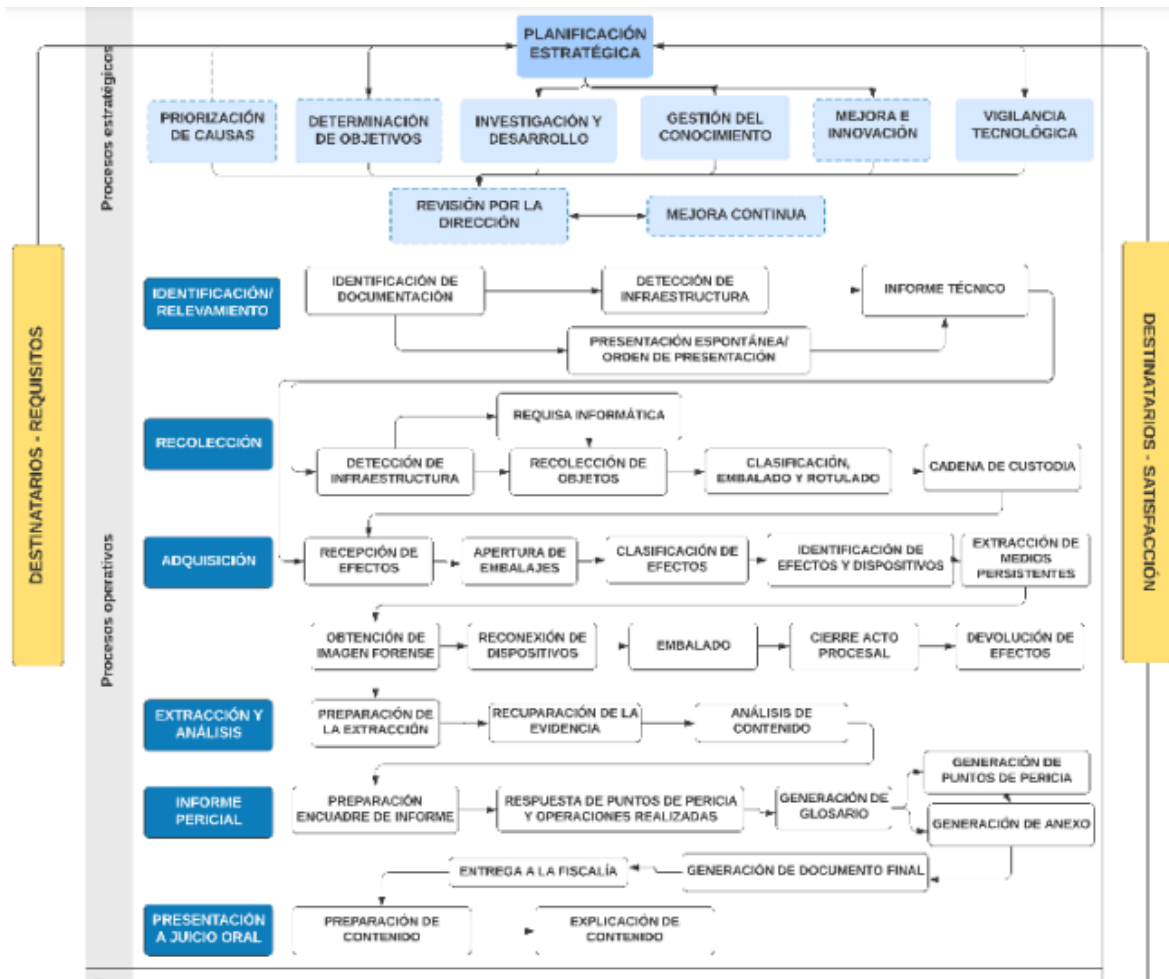 PLANIFICACIÓN
ESTRATÉGICA
Procesos estratégicos
PRIORIZACIÓN
DE CAUSAS
DETERMINACIÓN
DE OBJETIVOS
INVESTIGACIÓN Y
DESARROLLO
GESTIÓN DEL
CONOCIMIENTO
MEJORA E
INNOVACIÓN
VIGILANCIA
TECNOLÓGICA
REVISIÓN POR LA
DIRECCIÓN
MEJORA CONTINUA
DESTINATARIOS - REQUISITOS
DESTINATARIOS - SATISFACCIÓN
Procesos operativos
IDENTIFICACIÓN/
RELEVAMIENTO
IDENTIFICACIÓN DE
DOCUMENTACIÓN
DETECCIÓN DE
INFRAESTRUCTURA
INFORME TÉCNICO
PRESENTACIÓN ESPONTÁNEA/
ORDEN DE PRESENTACIÓN
RECOLECCIÓN
REQUISA INFORMÁTICA
DETECCIÓN DE
INFRAESTRUCTURA
RECOLECCIÓN DE
OBJETOS
CLASIFICACIÓN,
EMBALADO Y ROTULADO
CADENA DE CUSTODIA
ADQUISICIÓN
RECEPCIÓN DE
EFECTOS
APERTURA DE
EMBALAJES
CLASIFICACIÓN DE
EFECTOS
IDENTIFICACIÓN DE
EFECTOS Y DISPOSITIVOS
EXTRACCIÓN DE
MEDIOS
PERSISTENTES
OBTENCIÓN DE
IMAGEN FORENSE
RECONEXIÓN DE
DISPOSITIVOS
EMBALADO
CIERRE ACTO
PROCESAL
DEVOLUCIÓN DE
EFECTOS
EXTRACCIÓN Y
ANÁLISIS
PREPARACIÓN DE
LA EXTRACCIÓN
RECUPARACIÓN DE LA
EVIDENCIA
ANÁLISIS DE
CONTENIDO
INFORME
PERICIAL
PREPARACIÓN
ENCUADRE DE INFORME
RESPUESTA DE PUNTOS DE PERICIA
Y OPERACIONES REALIZADAS
GENERACIÓN DE
GLOSARIO
GENERACIÓN DE
PUNTOS DE PERICIA
GENERACIÓN DE ANEXO
GENERACIÓN DE DOCUMENTO FINAL
ENTREGA A LA FISCALÍA
PRESENTACIÓN
A JUICIO ORAL
PREPARACIÓN DE
CONTENIDO
EXPLICACIÓN DE
CONTENIDO